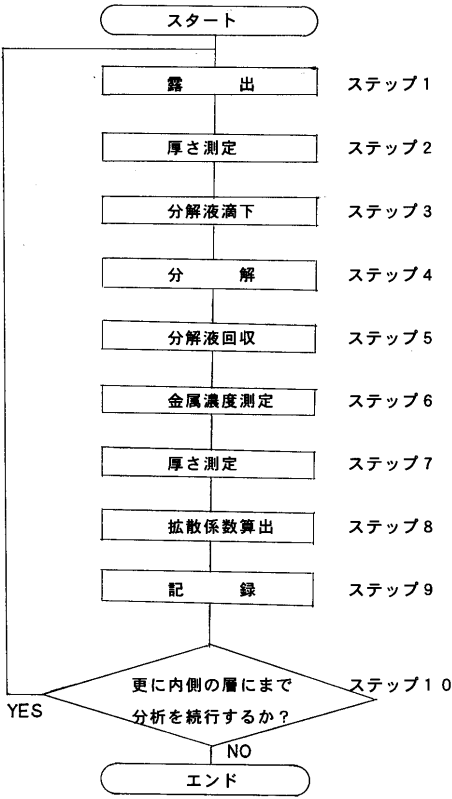 スタート
露出 ステップ1
厚さ測定 ステップ2
分解液滴下 ステップ3
分解 ステップ4
分解液回収 ステップ5
金属濃度測定 ステップ6
厚さ測定 ステップ7
拡散係数算出 ステップ8
記録 ステップ9
更に内側の層にまで ステップ10
分析を続行するか？
YES
NO
エンド